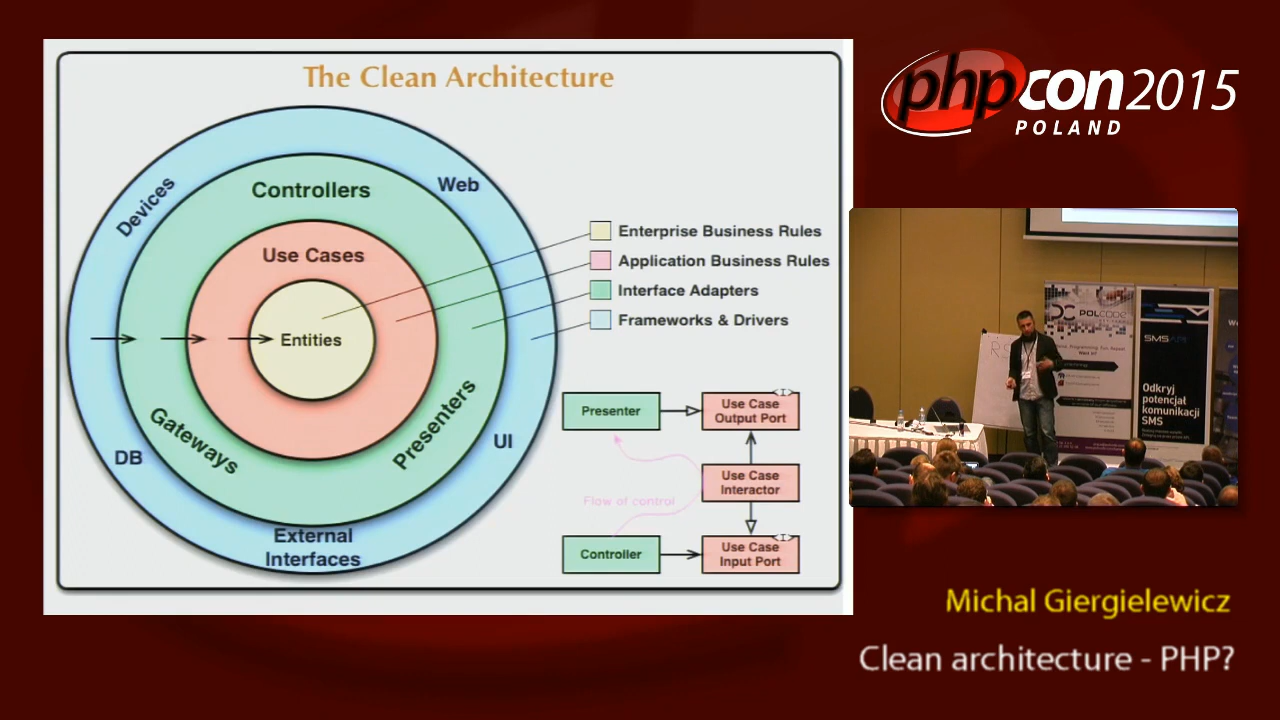 The Clean Architecture
Devices
Controllers
Web
Use Cases
Entities
Gateways
Presenters
DB
UI
External
Interfaces
Enterprise Business Rules
Application Business Rules
Interface Adapters
Frameworks & Drivers
Presenter
Use Case
Output Port
<I>
Flow of control
Use Case
Interactor
Controller
Use Case
Input Port
<I>
phpcon2015
POLAND
POLCODE
SMSAPI
Odkryj
potencjał
komunikacji
SMS
Michal Giergielewicz
Clean architecture - PHP?